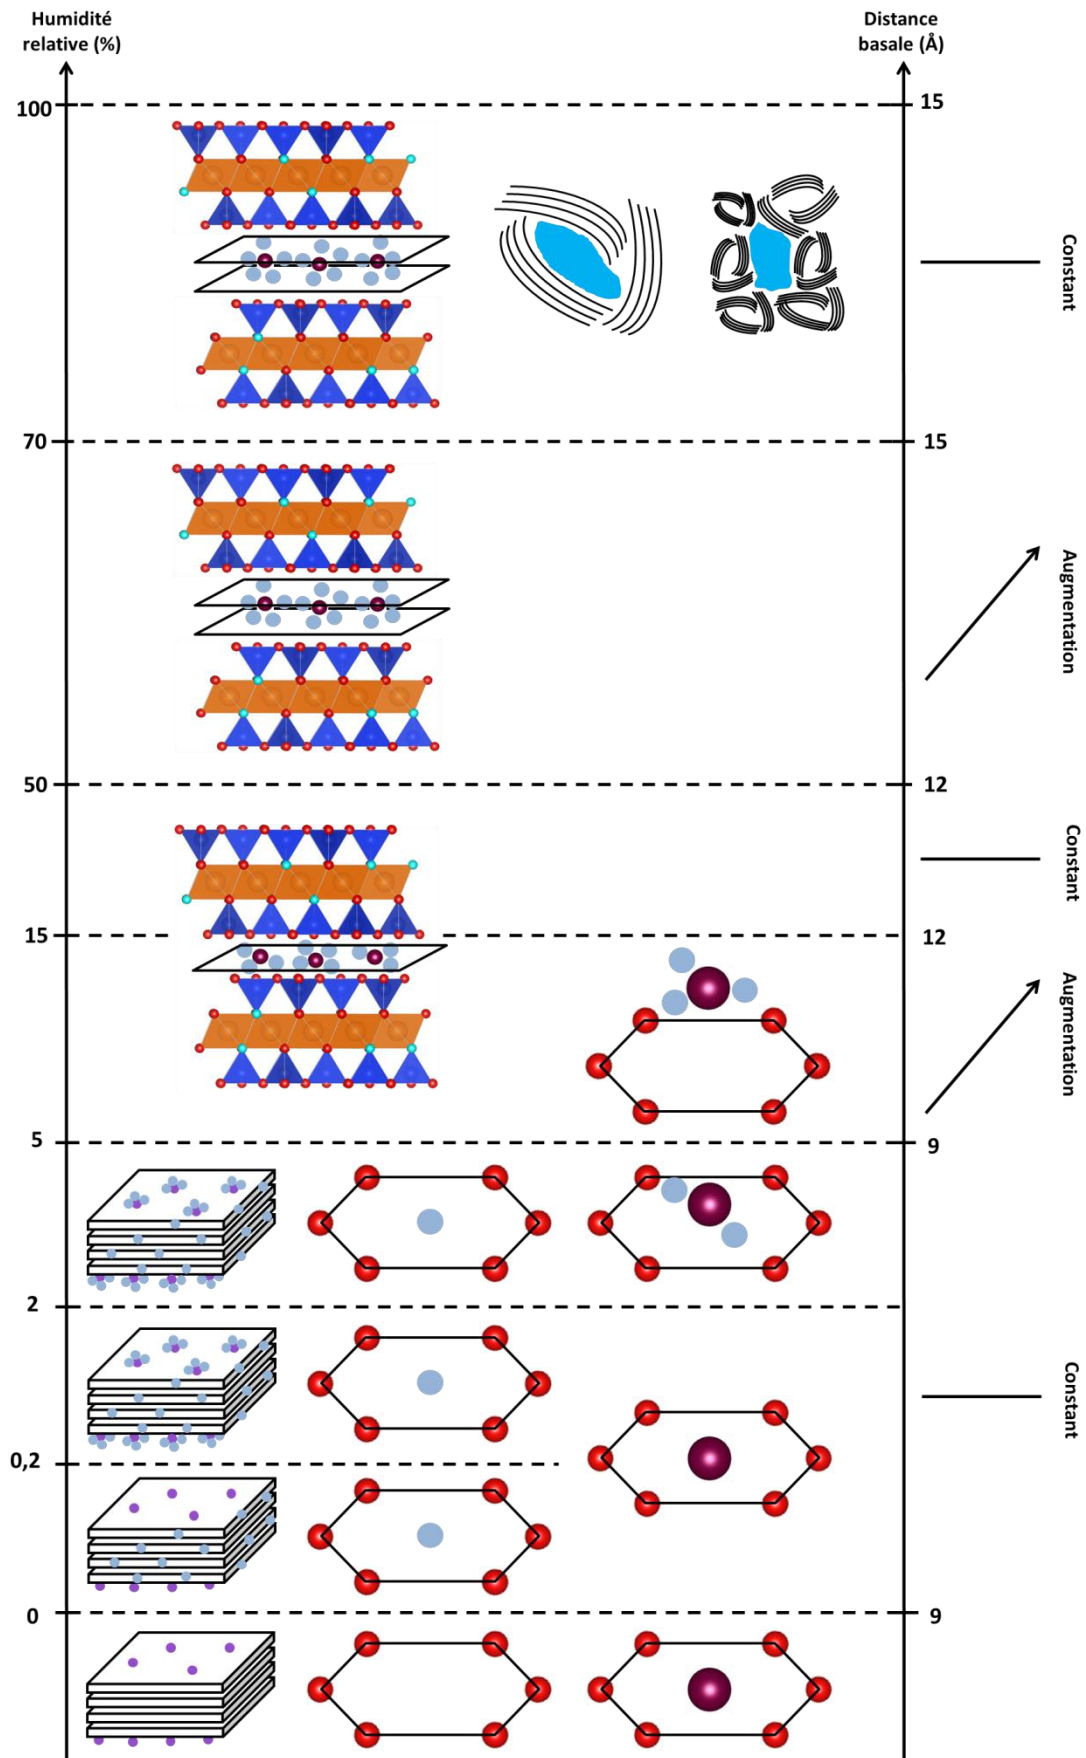 Humidité
relative (%)
Distance
basale (Å)
100
15
Constant
70
15
Augmentation
50
12
Constant
15
12
Augmentation
5
9
2
Constant
0,2
0
9